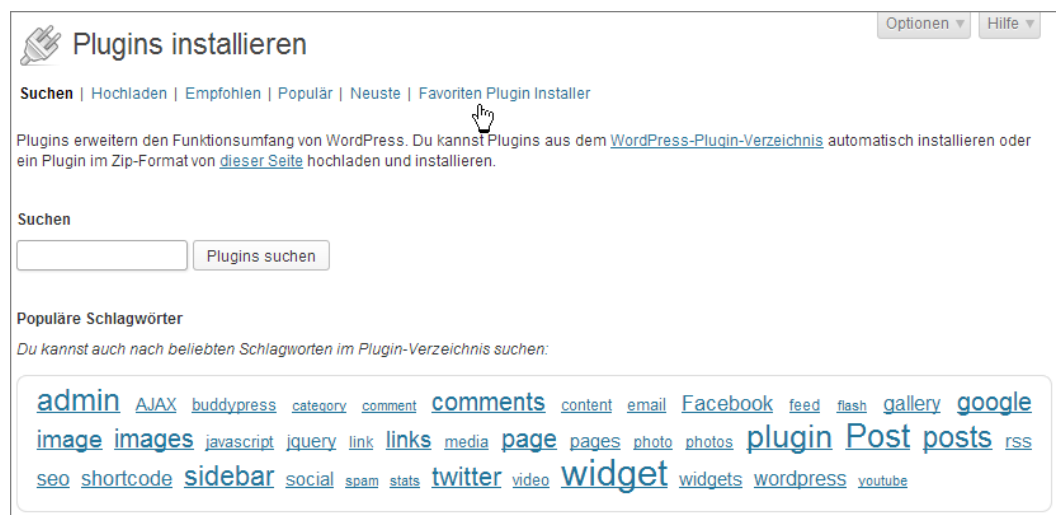 Optionen Hilfe
Plugins installieren
Suchen | Hochladen | Empfohlen | Populär | Neuste | Favoriten Plugin Installer
Plugins erweitern den Funktionsumfang von WordPress. Du kannst Plugins aus dem WordPress-Plugin-Verzeichnis automatisch installieren oder
ein Plugin im Zip-Format von dieser Seite hochladen und installieren.
Suchen
Plugins suchen
Populäre Schlagwörter
Du kannst auch nach beliebten Schlagworten im Plugin-Verzeichnis suchen:
admin AJAX buddypress category comment comments content email Facebook feed flash gallery google
image images javascript jquery link links media page pages photo photos plugin Post posts rss
seo shortcode sidebar social spam stats twitter video widget widgets wordpress youtube